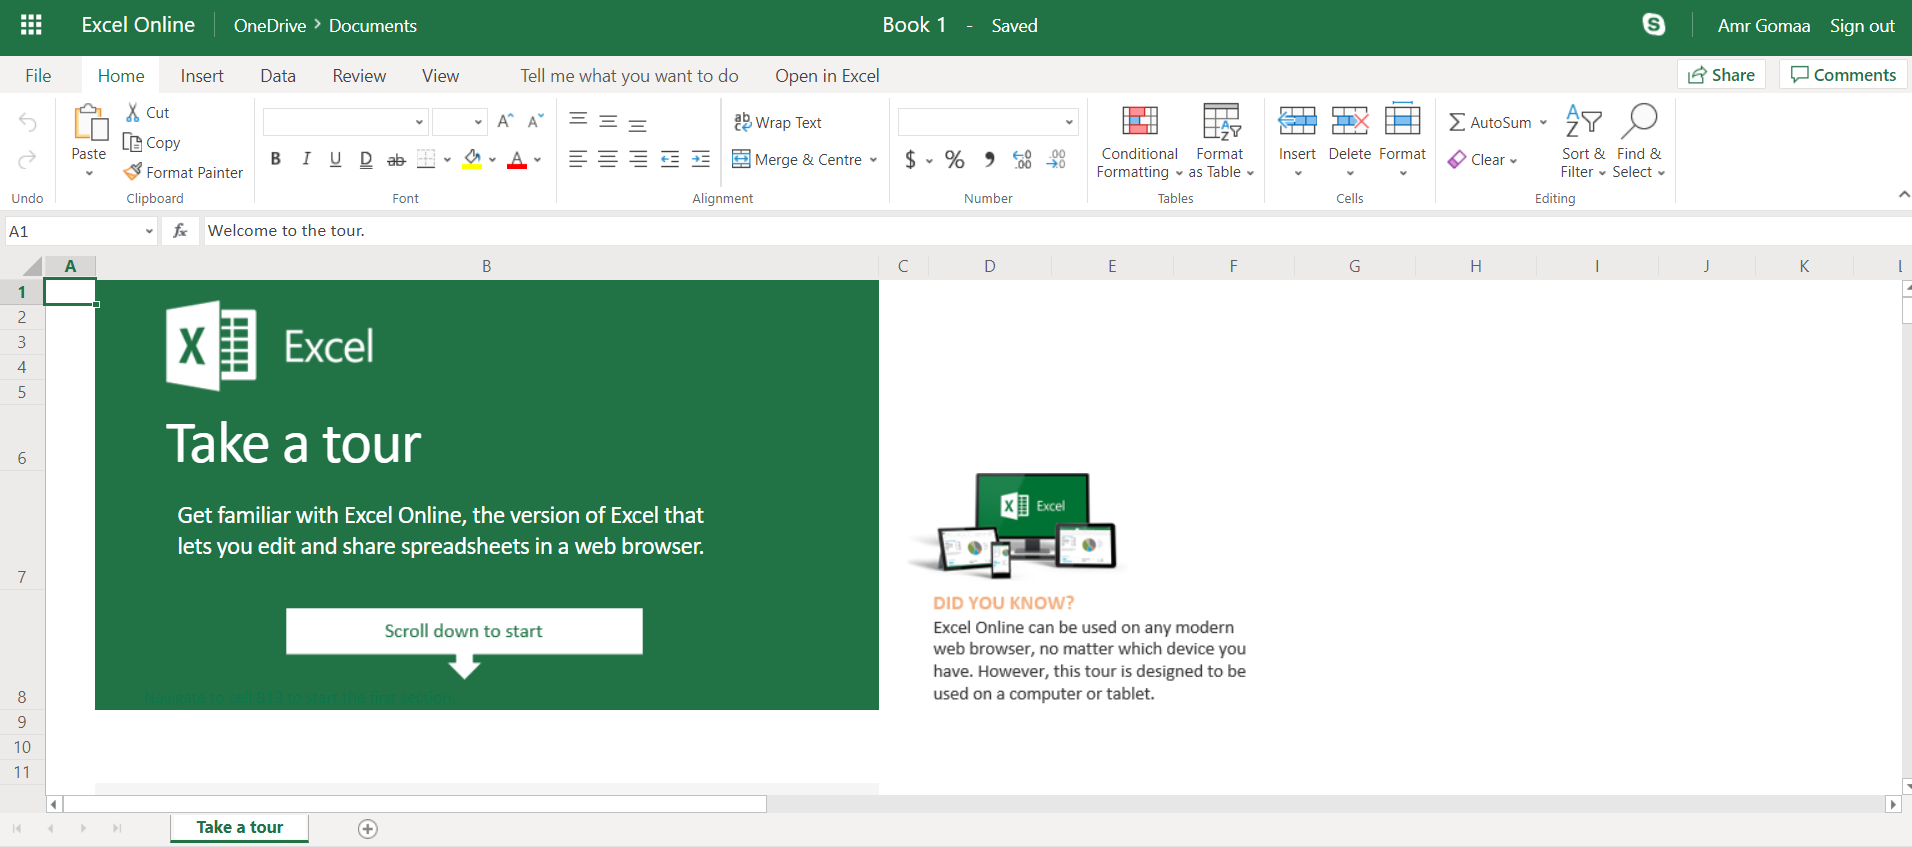 Excel Online OneDrive > Documents Book 1 - Saved Amr Gomaa Sign out
File Home Insert Data Review View Tell me what you want to do Open in Excel Share Comments
Undo
Paste
Cut
Copy
Format Painter
Clipboard
B I U D ab A
Font
Wrap Text
Merge & Centre
Alignment
$ % .00 .00
Number
Conditional Formatting
Format as Table
Tables
Insert Delete Format
Cells
AutoSum
Clear
Sort & Filter
Find & Select
Editing
A1 fx Welcome to the tour.
A B C D E F G H I J K L
1
2
3
4
5
6
7
8
9
10
11
Excel
Take a tour
Get familiar with Excel Online, the version of Excel that
lets you edit and share spreadsheets in a web browser.
Scroll down to start
Excel
DID YOU KNOW?
Excel Online can be used on any modern
web browser, no matter which device you
have. However, this tour is designed to be
used on a computer or tablet.
Take a tour